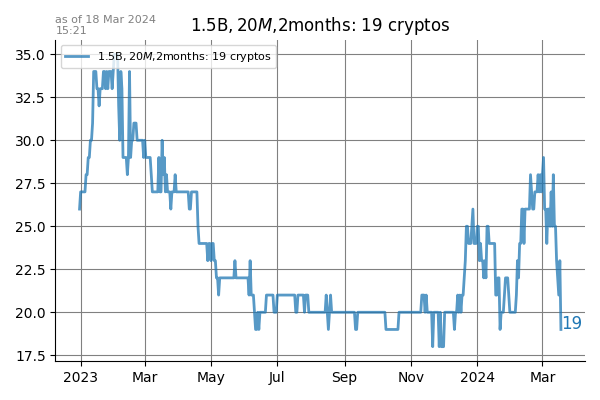 as of 18 Mar 2024
15:21
1.5B, 20M,2months: 19 cryptos
1.5B, 20M,2months: 19 cryptos
35.0
32.5
30.0
27.5
25.0
22.5
20.0
17.5
19
2023
Mar
May
Jul
Sep
Nov
2024
Mar